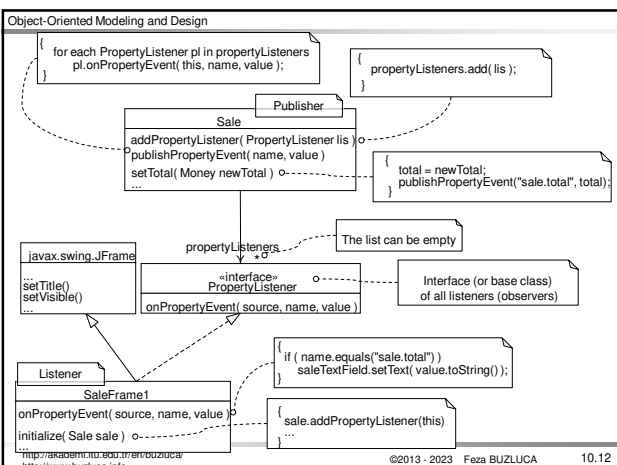 Object-Oriented Modeling and Design
{
for each PropertyListener pl in propertyListeners
pl.onPropertyEvent( this, name, value );
}
{
propertyListeners.add( lis );
}
Publisher
Sale
addPropertyListener( PropertyListener lis )
publishPropertyEvent( name, value )
setTotal( Money newTotal )
...
{
total = newTotal;
publishPropertyEvent("sale.total", total);
}
propertyListeners
*
The list can be empty
javax.swing.JFrame
...
setTitle()
setVisible()
...
«interface»
PropertyListener
onPropertyEvent( source, name, value )
Interface (or base class)
of all listeners (observers)
Listener
SaleFrame1
onPropertyEvent( source, name, value )
initialize( Sale sale )
...
{
if ( name.equals("sale.total") )
saleTextField.setText( value.toString() );
}
{
sale.addPropertyListener(this)
...
}
http://akademi.itu.edu.tr/en/buzluca/
http://www.buzluca.info
©2013 - 2023 Feza BUZLUCA
10.12